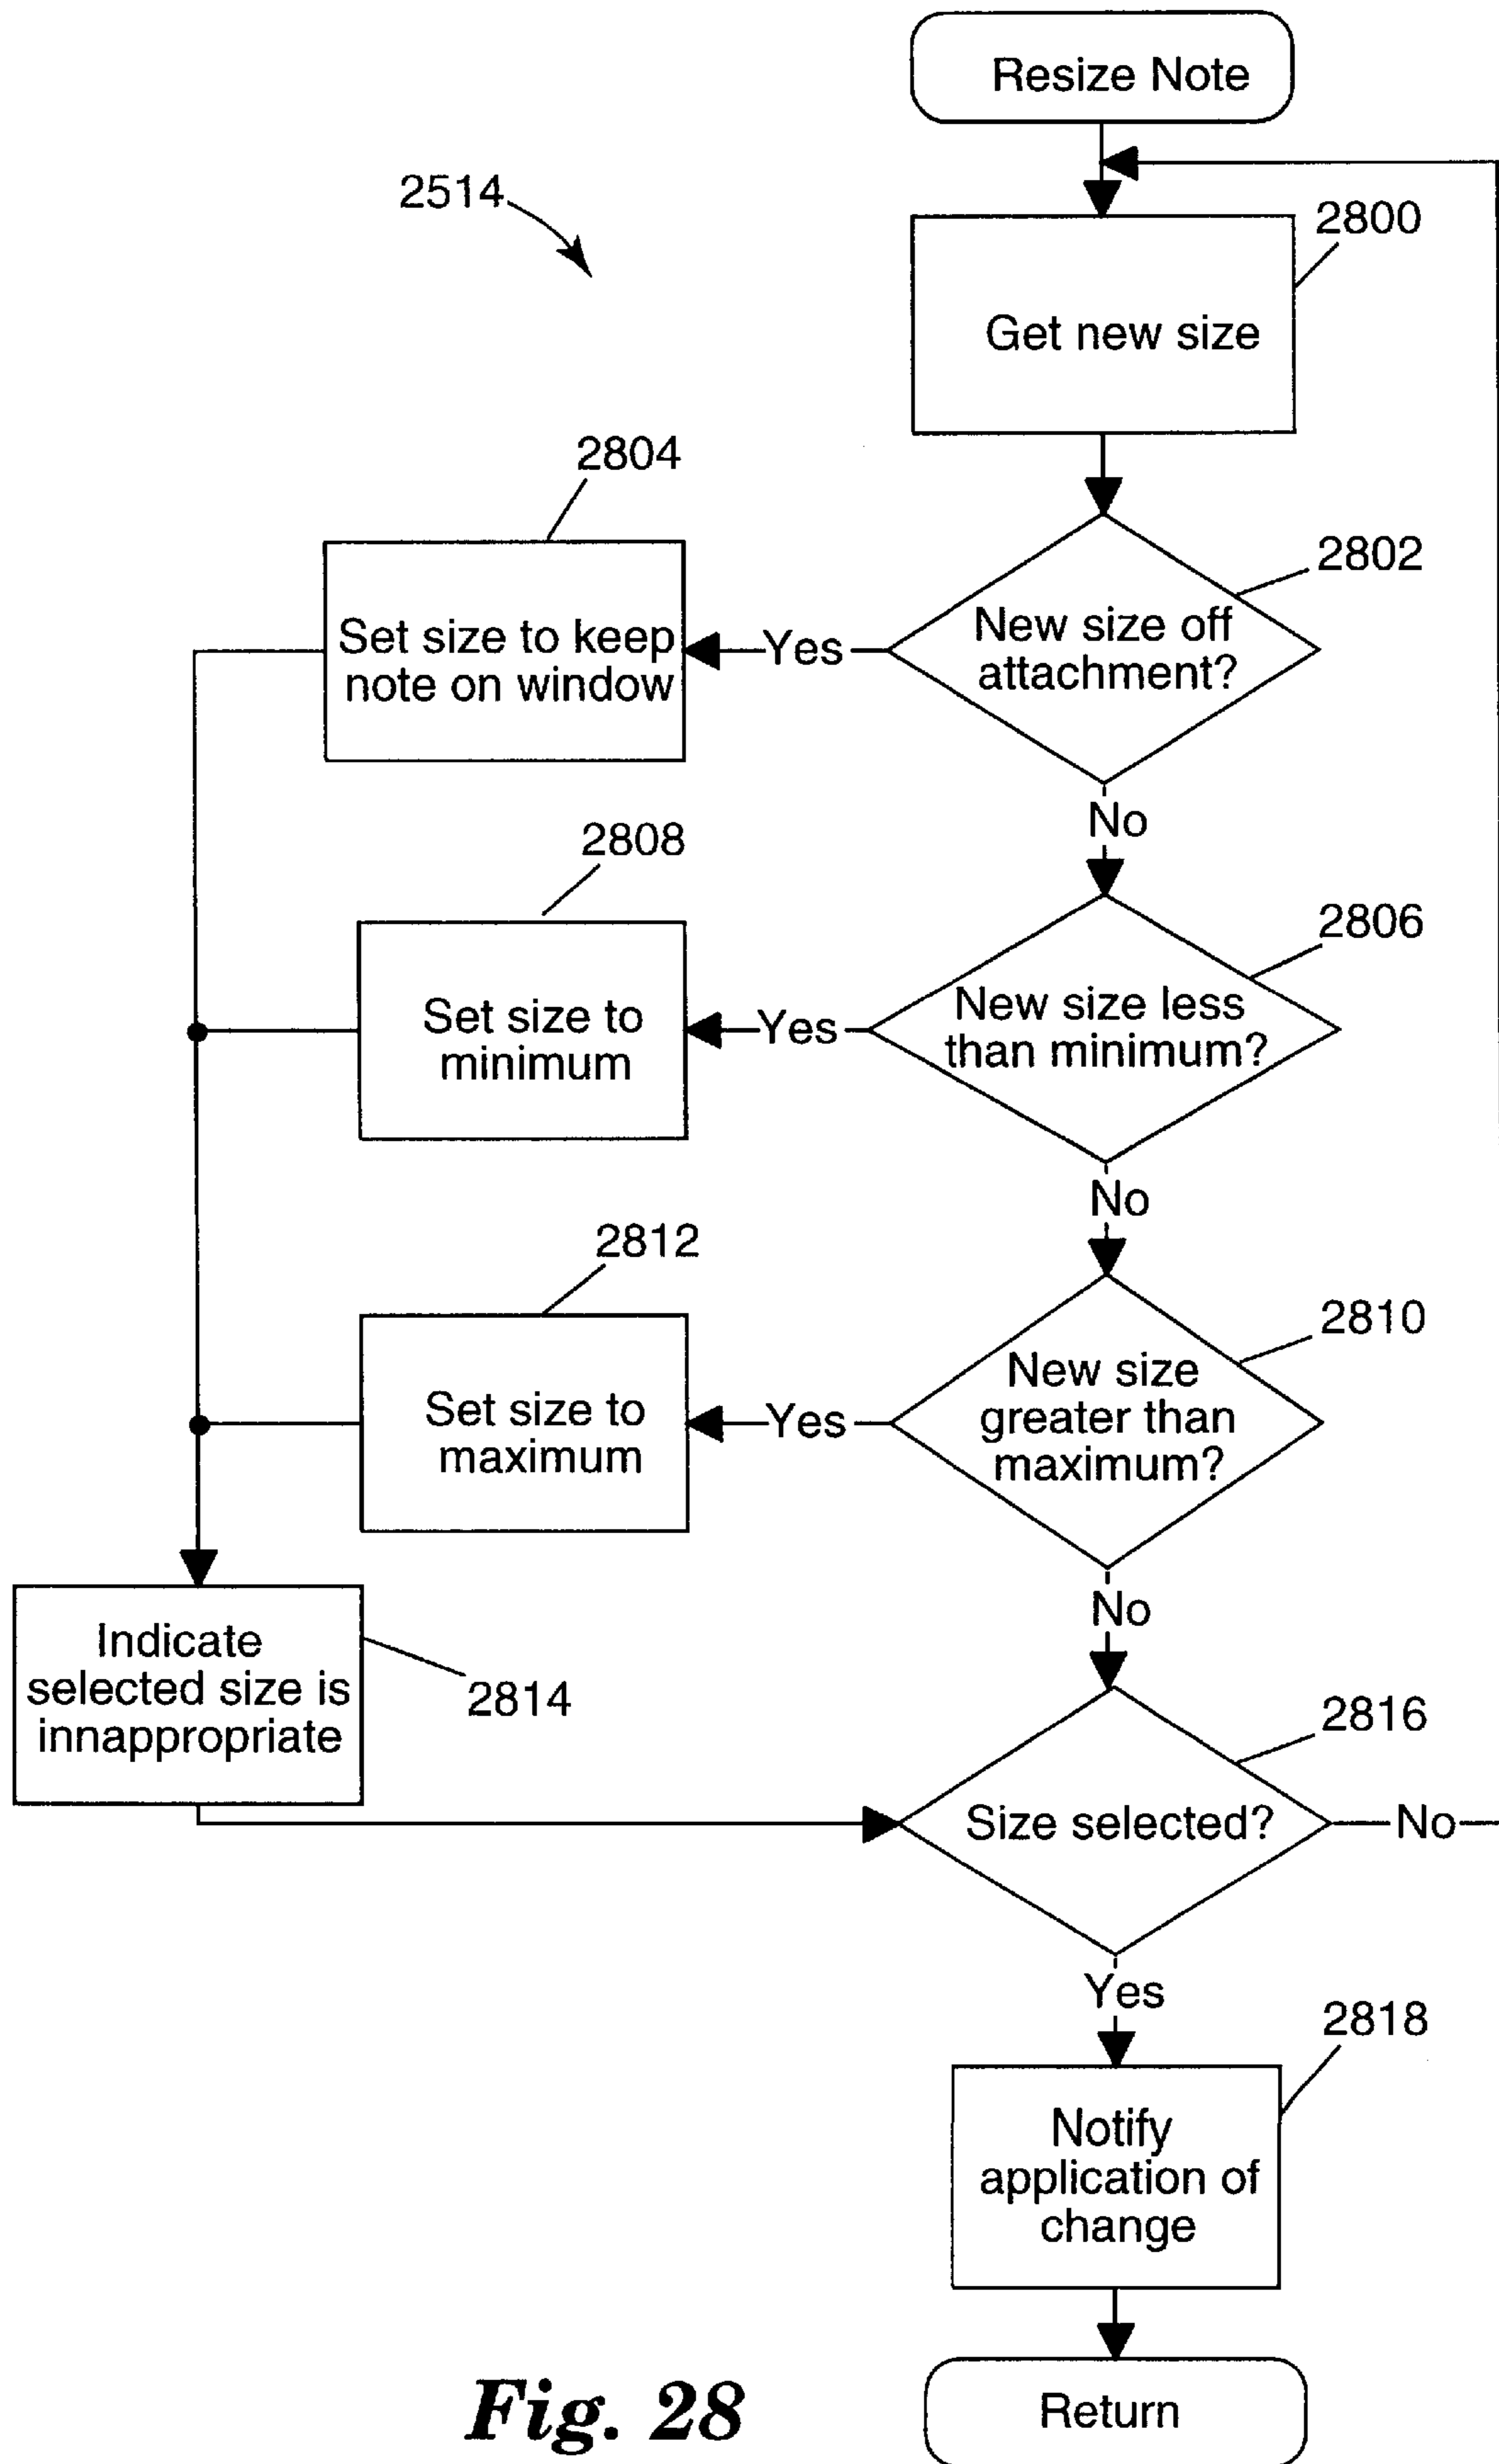 Resize Note
2514
2800
Get new size
2804
2802
Set size to keep
note on window
Yes
New size off
attachment?
No
2808
2806
Set size to
minimum
Yes
New size less
than minimum?
No
2812
2810
Set size to
maximum
Yes
New size
greater than
maximum?
No
Indicate
selected size is
innappropriate
2814
2816
Size selected?
No
Yes
2818
Notify
application of
change
Return
Fig. 28